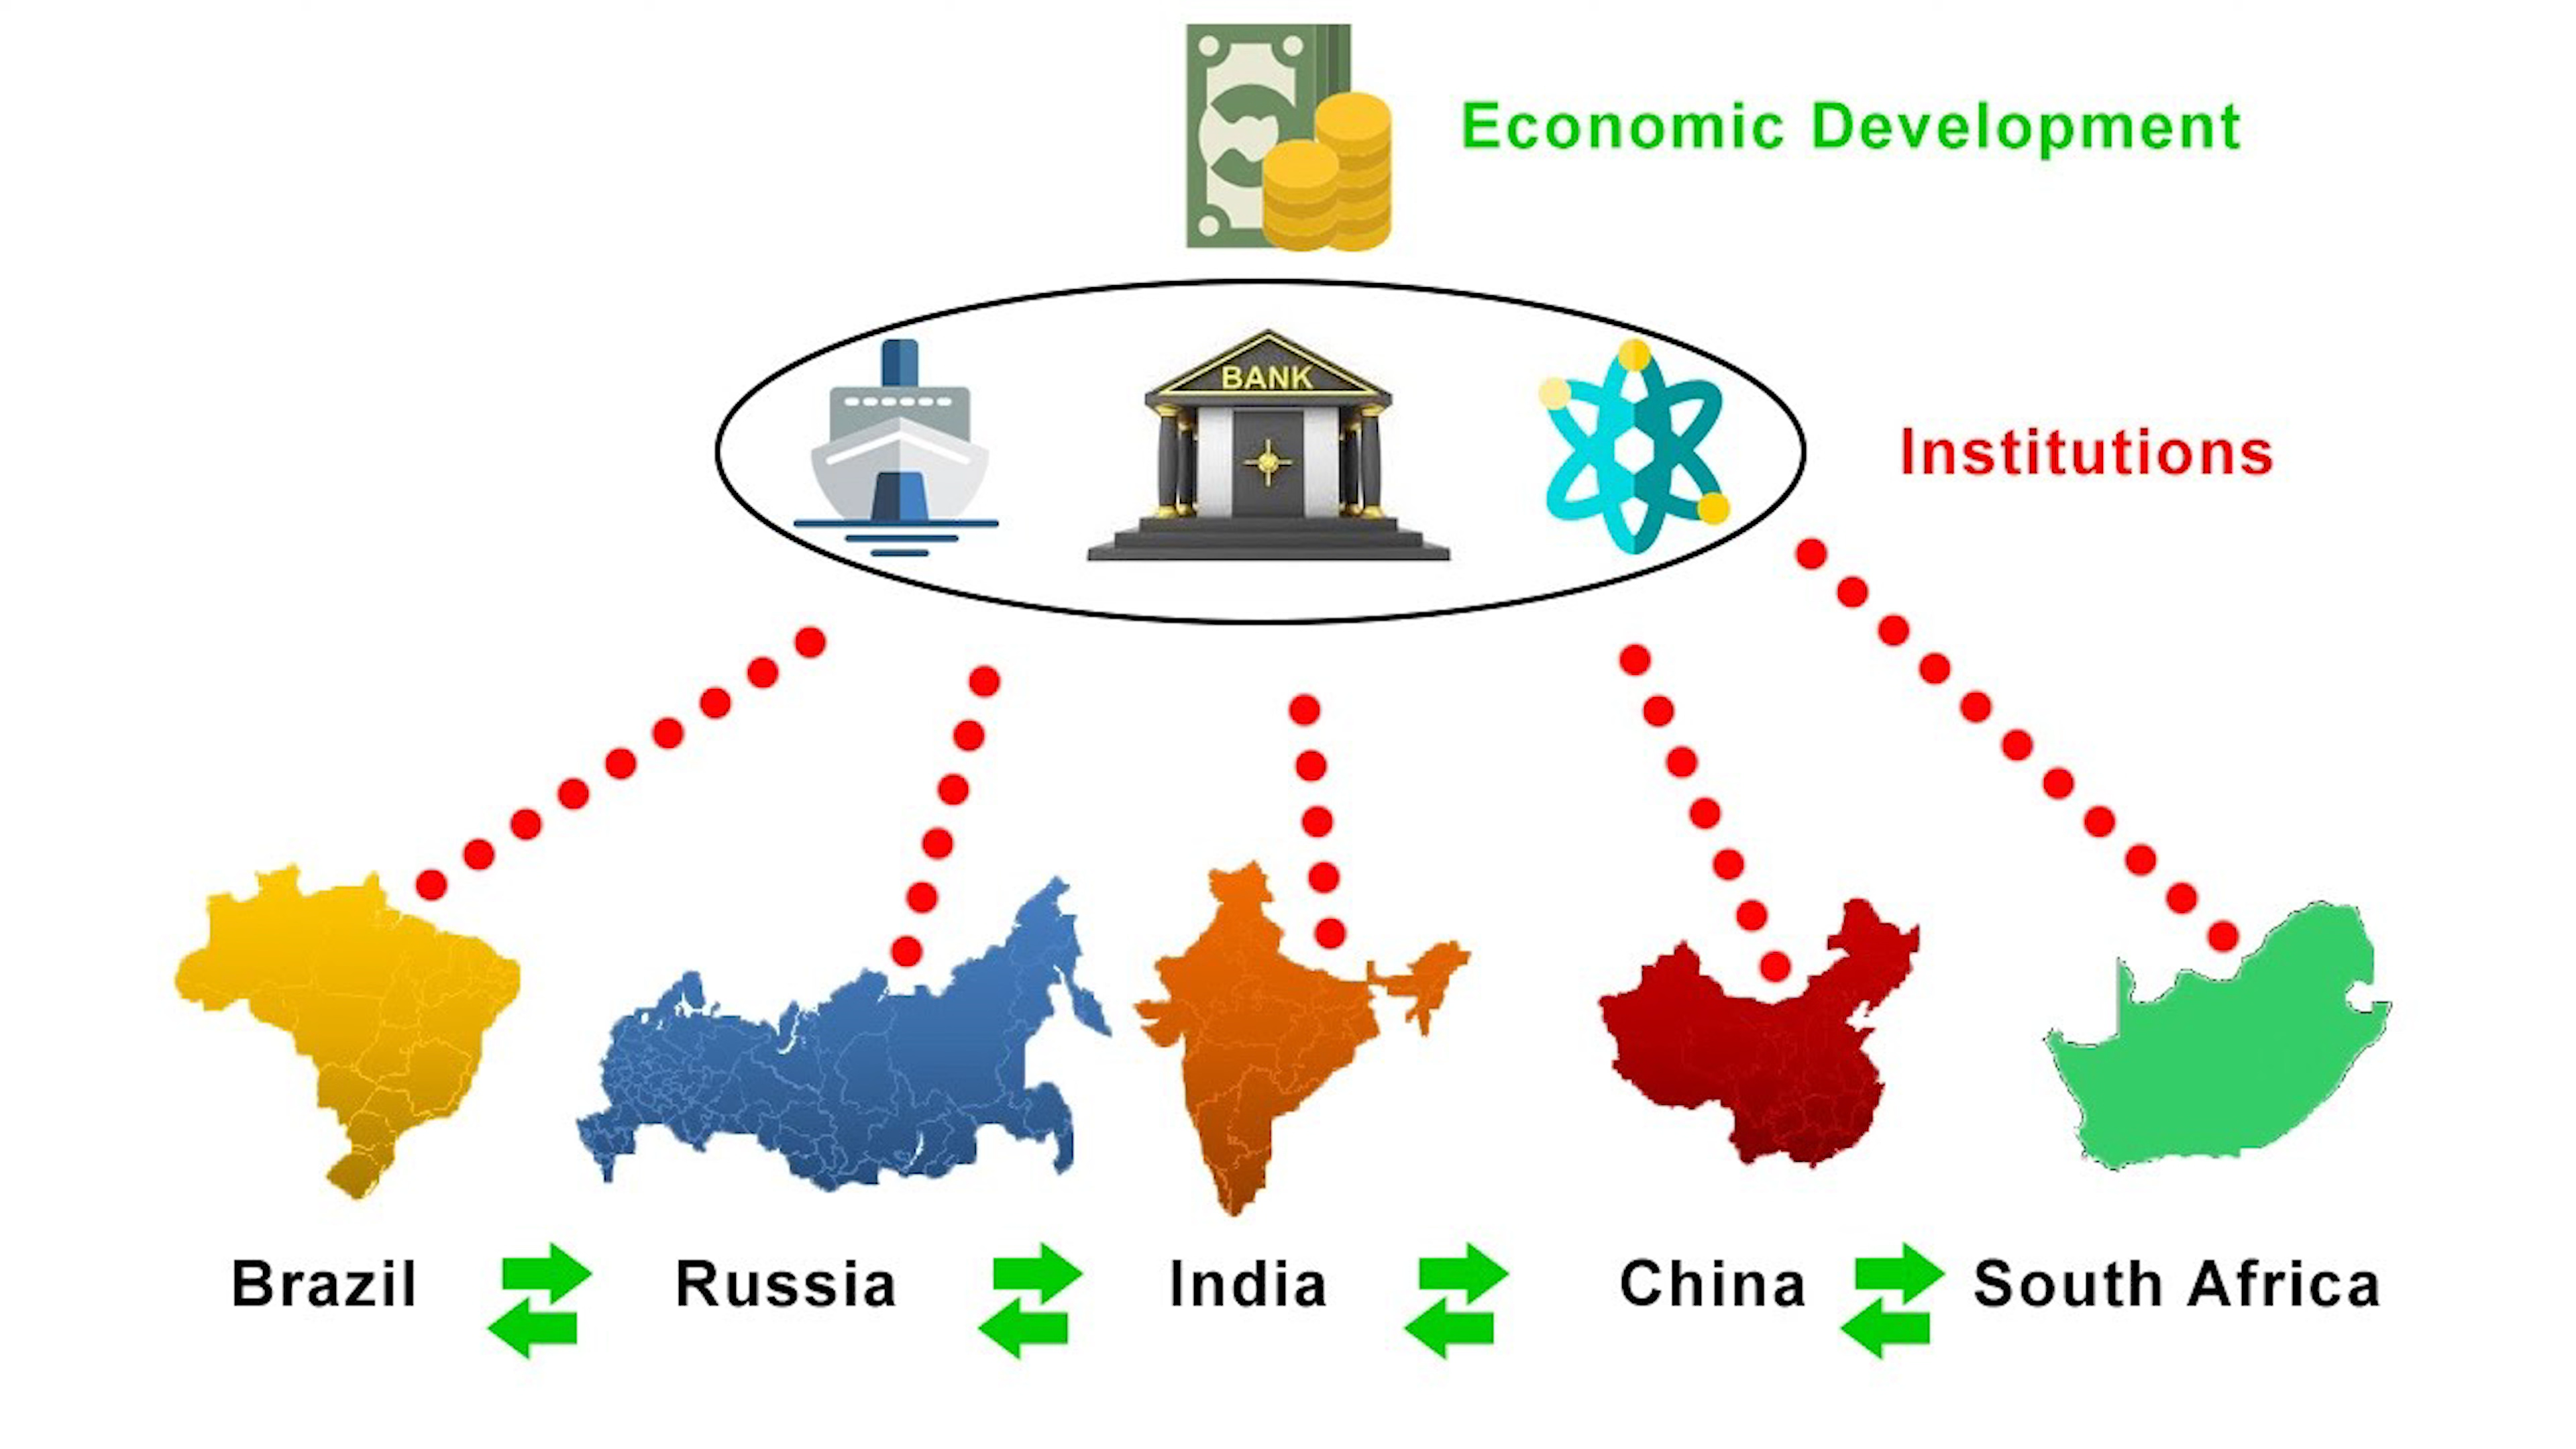 Economic Development
BANK
Institutions
Brazil
Russia
India
China
South Africa